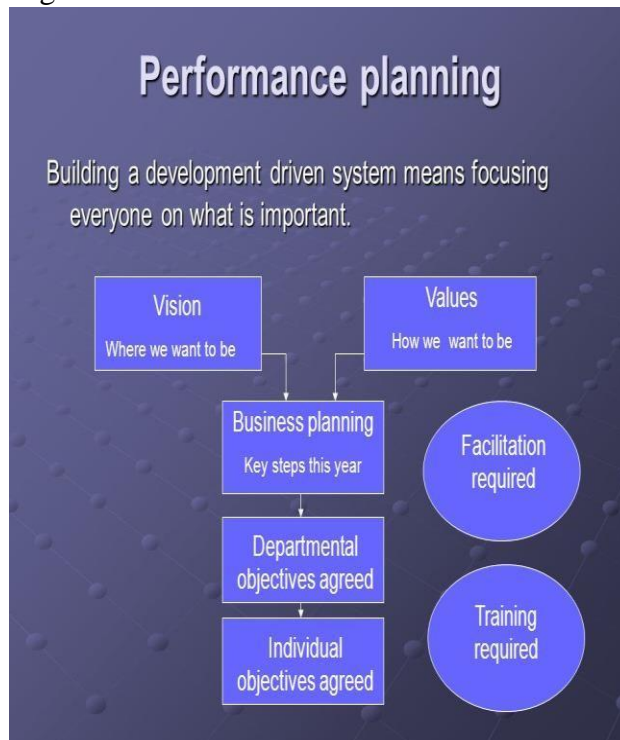 Performance planning
Building a development driven system means focusing
everyone on what is important.
Vision
Where we want to be
Values
How we want to be
Business planning
Key steps this year
Facilitation
required
Departmental
objectives agreed
Training
required
Individual
objectives agreed